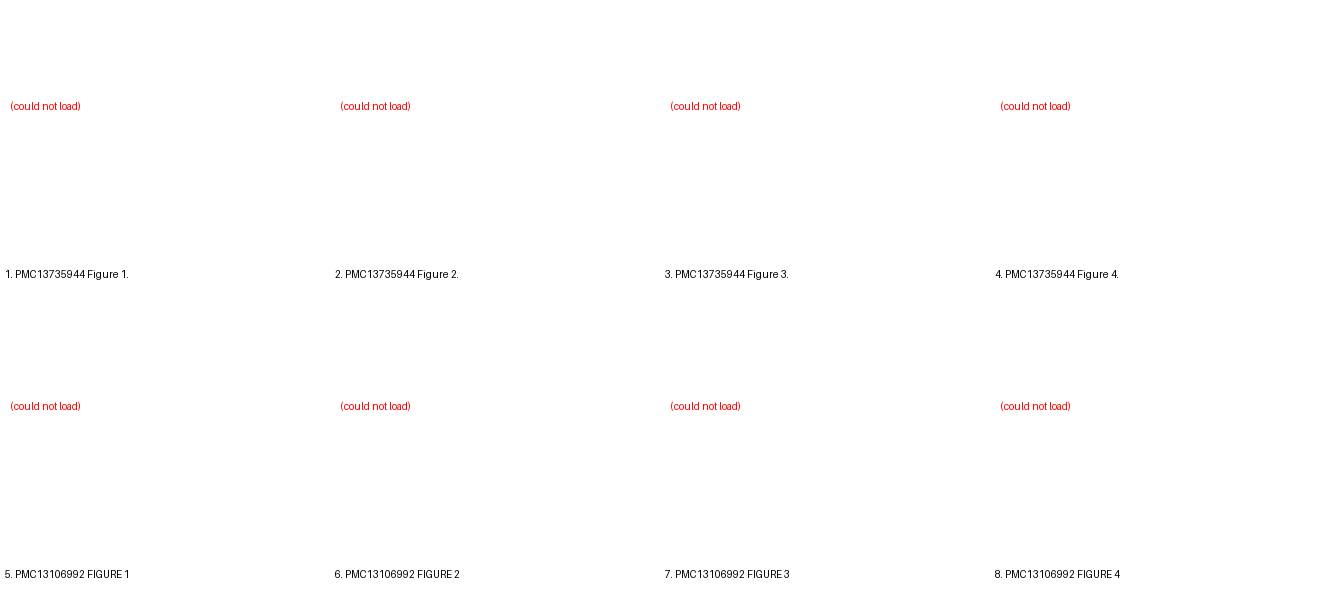 (could not load)
(could not load)
(could not load)
(could not load)
1. PMC13735944 Figure 1.
2. PMC13735944 Figure 2.
3. PMC13735944 Figure 3.
4. PMC13735944 Figure 4.
(could not load)
(could not load)
(could not load)
(could not load)
5. PMC13106992 FIGURE 1
6. PMC13106992 FIGURE 2
7. PMC13106992 FIGURE 3
8. PMC13106992 FIGURE 4